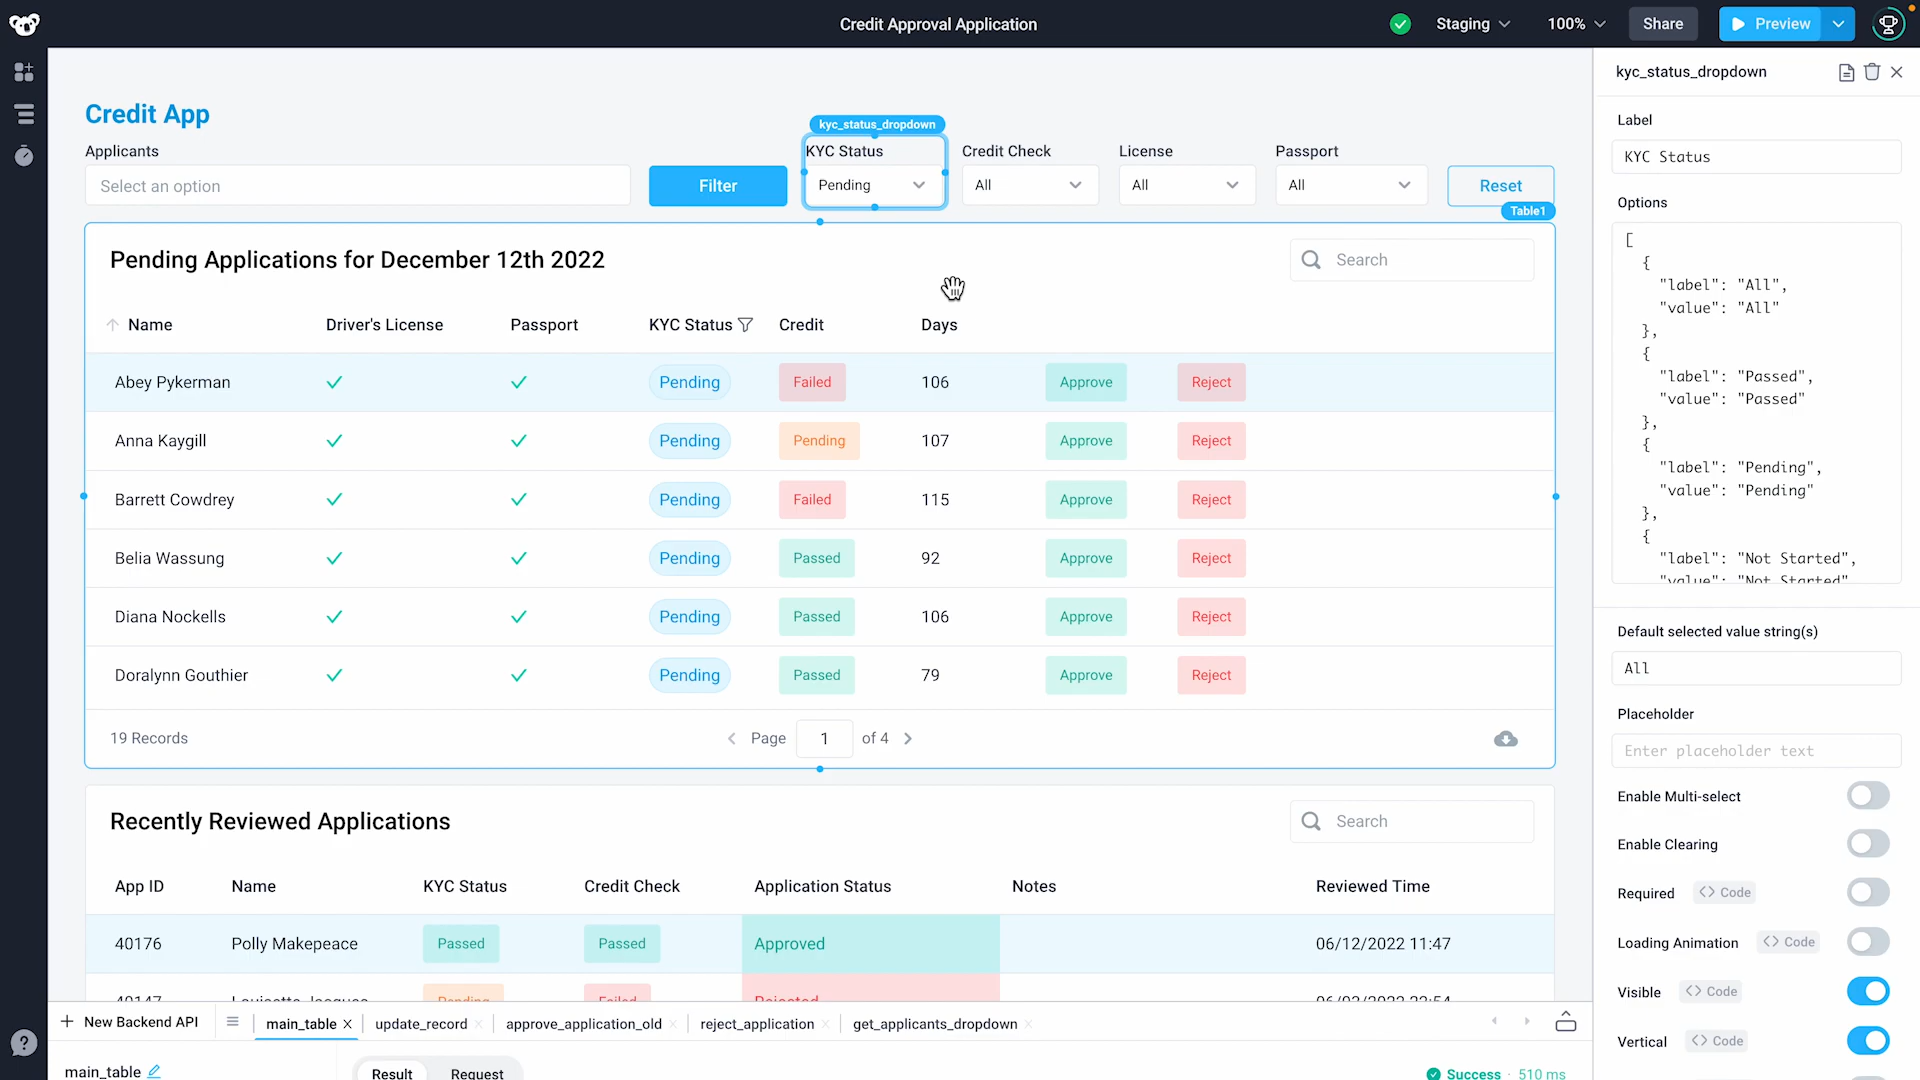 Credit Approval Application
Staging
100%
Share
Preview
Credit App
Applicants
Select an option
Filter
kyc_status_dropdown
KYC Status
Pending
Credit Check
All
License
All
Passport
All
Reset
Table1
Pending Applications for December 12th 2022
Search
Name Driver's License Passport KYC Status Credit Days
Abey Pykerman Pending Failed 106 Approve Reject
Anna Kaygill Pending Pending 107 Approve Reject
Barrett Cowdrey Pending Failed 115 Approve Reject
Belia Wassung Pending Passed 92 Approve Reject
Diana Nockells Pending Passed 106 Approve Reject
Doralynn Gouthier Pending Passed 79 Approve Reject
19 Records
Page 1 of 4
Recently Reviewed Applications
Search
App ID Name KYC Status Credit Check Application Status Notes Reviewed Time
40176 Polly Makepeace Passed Passed Approved 06/12/2022 11:47
40147 Louisette Jacques Pending Failed Rejected
+ New Backend API
main_table
update_record
approve_application_old
reject_application
get_applicants_dropdown
main_table
Result
Request
Success · 510 ms
kyc_status_dropdown
Label
KYC Status
Options
[
{
"label": "All",
"value": "All"
},
{
"label": "Passed",
"value": "Passed"
},
{
"label": "Pending",
"value": "Pending"
},
{
"label": "Not Started",
"value": "Not Started"
Default selected value string(s)
All
Placeholder
Enter placeholder text
Enable Multi-select
Enable Clearing
Required <> Code
Loading Animation <> Code
Visible <> Code
Vertical <> Code